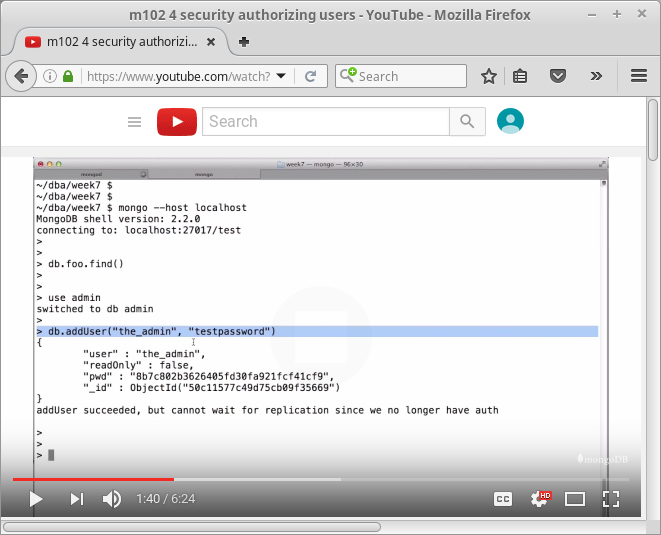 m102 4 security authorizing users - YouTube - Mozilla Firefox
m102 4 security authorizi...
https://www.youtube.com/watch?
Search
Search
week7 — mongo — 96×30
mongod
mongo
~/dba/week7 $
~/dba/week7 $
~/dba/week7 $ mongo --host localhost
MongoDB shell version: 2.2.0
connecting to: localhost:27017/test
>
>
> db.foo.find()
>
>
> use admin
switched to db admin
>
> db.addUser("the_admin", "testpassword")
{
"user" : "the_admin",
"readOnly" : false,
"pwd" : "8b7c802b3626405fd30fa921fcf41cf9",
"_id" : ObjectId("50c11577c49d75cb09f35669")
}
addUser succeeded, but cannot wait for replication since we no longer have auth
>
>
>
mongoDB
1:40 / 6:24
CC
HD